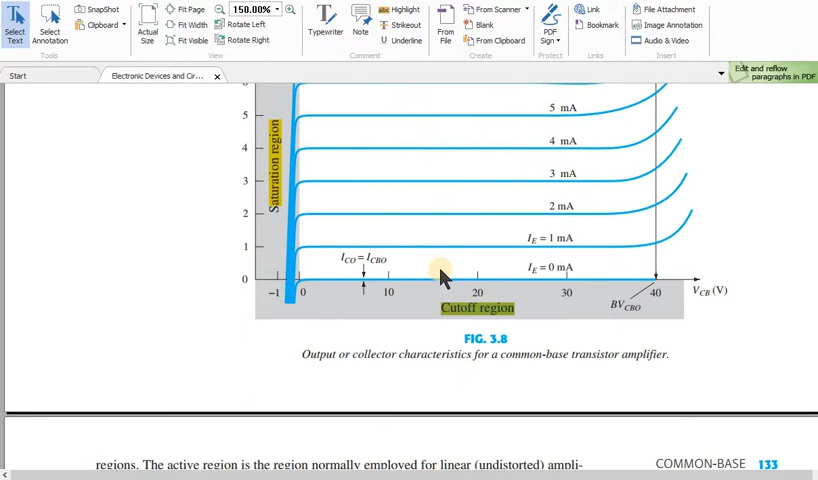 Select Text
Select Annotation
SnapShot
Clipboard
Tools
Actual Size
Fit Page
Fit Width
Fit Visible
150.00%
Rotate Left
Rotate Right
View
Typewriter
Note
Highlight
Strikeout
Underline
Comment
From File
From Scanner
Blank
From Clipboard
Create
PDF Sign
Protect
Link
Bookmark
Links
File Attachment
Image Annotation
Audio & Video
Insert
Start
Electronic Devices and Cir...
Edit and reflow paragraphs in PDF
5
5 mA
4
4 mA
3
3 mA
2
2 mA
1
I_E = 1 mA
0
I_E = 0 mA
Saturation region
I_CO = I_CBO
−1 0 10 20 30 40 V_CB (V)
BV_CBO
Cutoff region
FIG. 3.8
Output or collector characteristics for a common-base transistor amplifier.
regions. The active region is the region normally employed for linear (undistorted) ampli-
COMMON-BASE 133